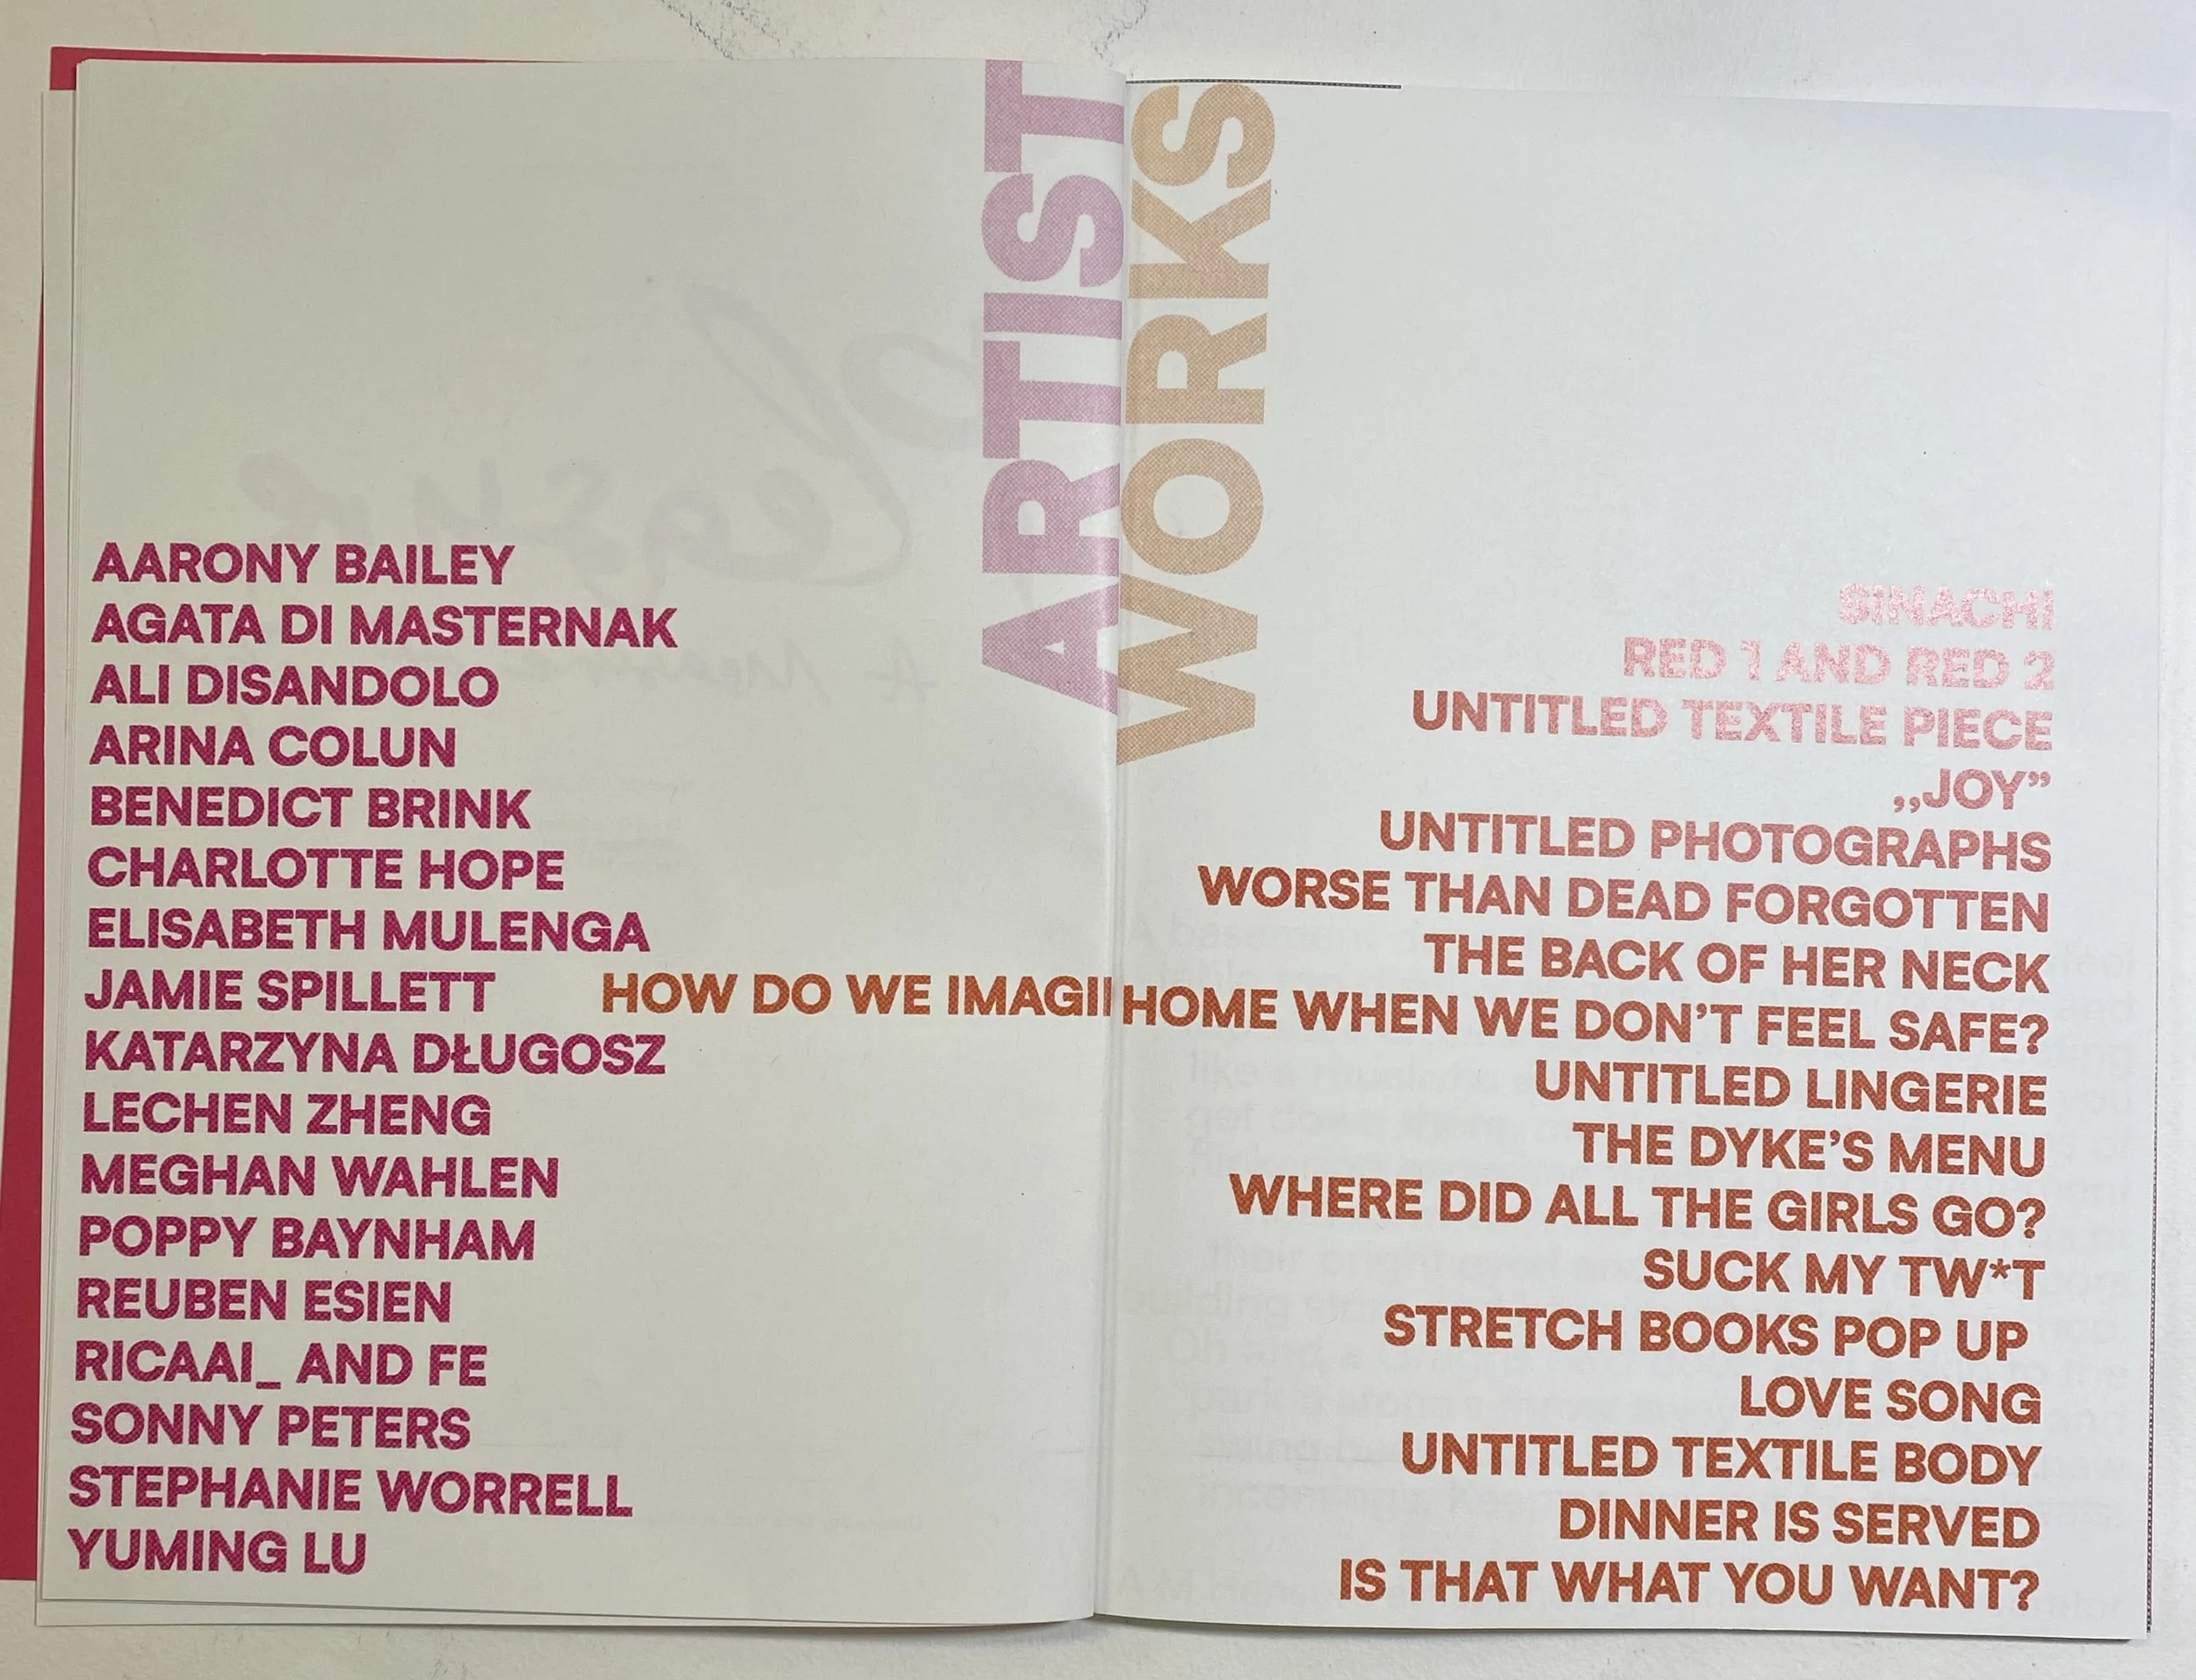 ARTIST
AARONY BAILEY
AGATA DI MASTERNAK
ALI DISANDOLO
ARINA COLUN
BENEDICT BRINK
CHARLOTTE HOPE
ELISABETH MULENGA
JAMIE SPILLETT
KATARZYNA DŁUGOSZ
LECHEN ZHENG
MEGHAN WAHLEN
POPPY BAYNHAM
REUBEN ESIEN
RICAAI_ AND FE
SONNY PETERS
STEPHANIE WORRELL
YUMING LU
WORKS
SINACHI
RED 1 AND RED 2
UNTITLED TEXTILE PIECE
„JOY”
UNTITLED PHOTOGRAPHS
WORSE THAN DEAD FORGOTTEN
THE BACK OF HER NECK
HOW DO WE HOME WHEN WE DON’T FEEL SAFE?
UNTITLED LINGERIE
THE DYKE’S MENU
WHERE DID ALL THE GIRLS GO?
SUCK MY TW*T
STRETCH BOOKS POP UP
LOVE SONG
UNTITLED TEXTILE BODY
DINNER IS SERVED
IS THAT WHAT YOU WANT?